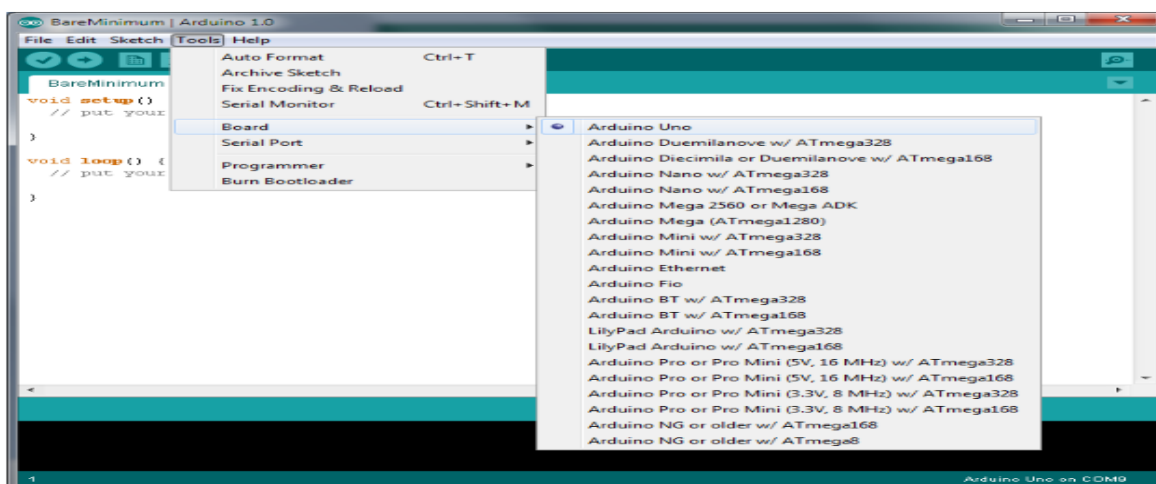 BareMinimum | Arduino 1.0
File Edit Sketch Tools Help
BareMinimum
void setup()
// put your
}
void loop() {
// put your
}
Auto Format Ctrl+T
Archive Sketch
Fix Encoding & Reload
Serial Monitor Ctrl+Shift+M
Board
Serial Port
Programmer
Burn Bootloader
Arduino Uno
Arduino Duemilanove w/ ATmega328
Arduino Diecimila or Duemilanove w/ ATmega168
Arduino Nano w/ ATmega328
Arduino Nano w/ ATmega168
Arduino Mega 2560 or Mega ADK
Arduino Mega (ATmega1280)
Arduino Mini w/ ATmega328
Arduino Mini w/ ATmega168
Arduino Ethernet
Arduino Fio
Arduino BT w/ ATmega328
Arduino BT w/ ATmega168
LilyPad Arduino w/ ATmega328
LilyPad Arduino w/ ATmega168
Arduino Pro or Pro Mini (5V, 16 MHz) w/ ATmega328
Arduino Pro or Pro Mini (5V, 16 MHz) w/ ATmega168
Arduino Pro or Pro Mini (3.3V, 8 MHz) w/ ATmega328
Arduino Pro or Pro Mini (3.3V, 8 MHz) w/ ATmega168
Arduino NG or older w/ ATmega168
Arduino NG or older w/ ATmega8
1 Arduino Uno on COM9